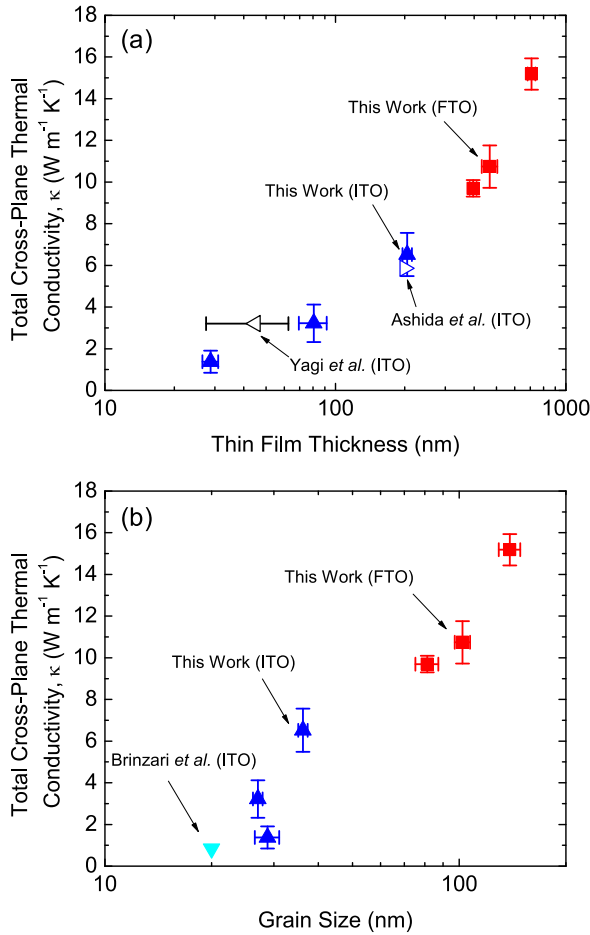 (a)
Total Cross-Plane Thermal
Conductivity, κ (W m⁻¹ K⁻¹)
18
16
14
12
10
8
6
4
2
0
This Work (FTO)
This Work (ITO)
Ashida et al. (ITO)
Yagi et al. (ITO)
10
100
1000
Thin Film Thickness (nm)
(b)
Total Cross-Plane Thermal
Conductivity, κ (W m⁻¹ K⁻¹)
18
16
14
12
10
8
6
4
2
0
This Work (FTO)
This Work (ITO)
Brinzari et al. (ITO)
10
100
Grain Size (nm)